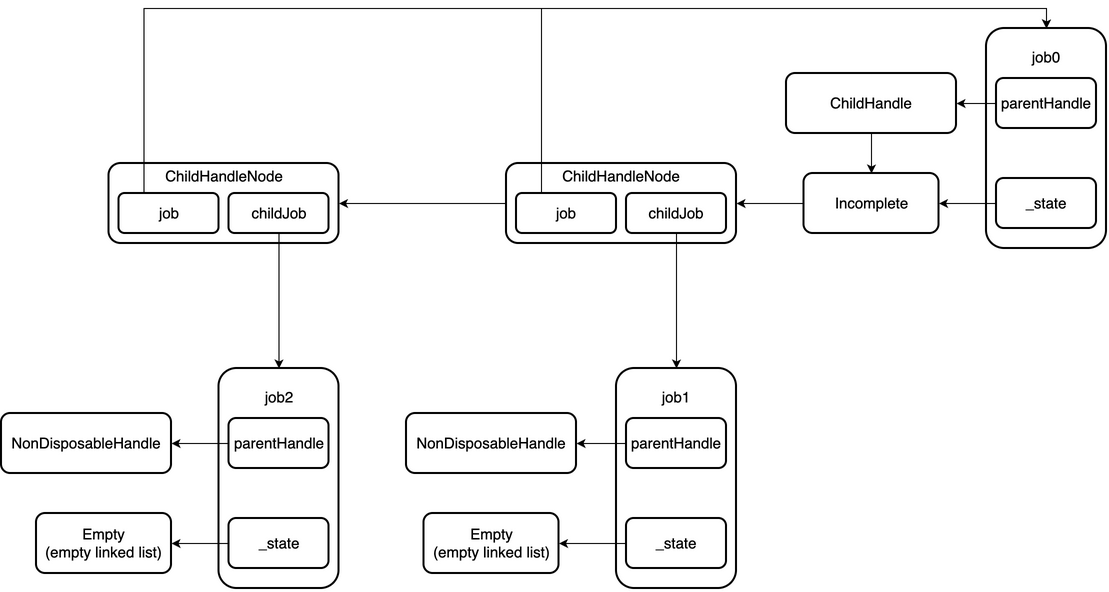 job0
ChildHandle
parentHandle
ChildHandleNode
job
childJob
ChildHandleNode
job
childJob
Incomplete
_state
job2
NonDisposableHandle
parentHandle
Empty
(empty linked list)
_state
job1
NonDisposableHandle
parentHandle
Empty
(empty linked list)
_state